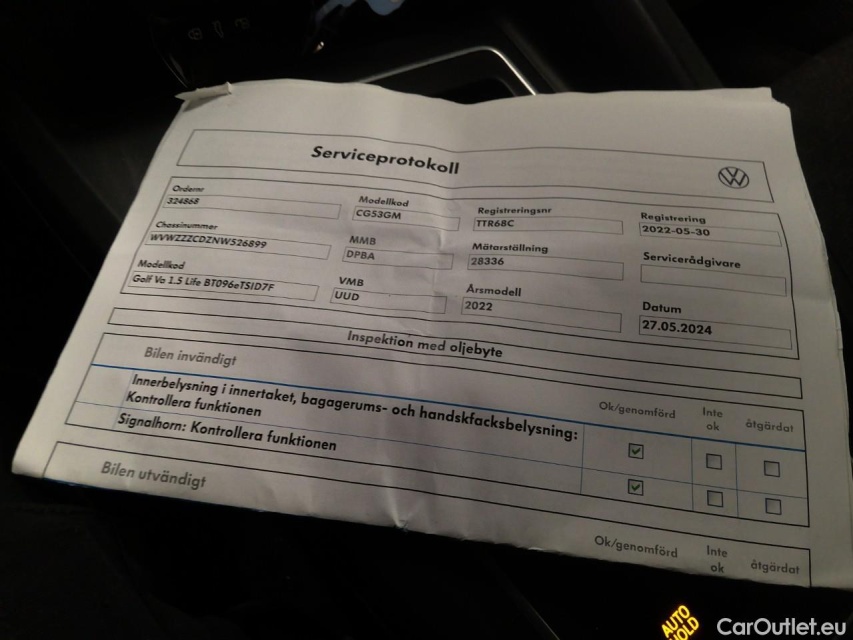 Serviceprotokoll
Ordernr
324868
Modellkod
CG53GM
Registreringsnr
TTR68C
Registrering
2022-05-30
Chassinummer
WVWZZZCDZNW526899
MMB
DPBA
Mätarställning
28336
Servicerådgivare
Modellkod
Golf Va 1.5 Life BT096eTSID7F
VMB
UUD
Årsmodell
2022
Datum
27.05.2024
Inspektion med oljebyte
Bilen invändigt
Ok/genomförd
Inte
ok
åtgärdat
Innerbelysning i innertaket, bagagerums- och handskfacksbelysning:
Kontrollera funktionen
Signalhorn: Kontrollera funktionen
Bilen utvändigt
Ok/genomförd
Inte
ok
åtgärdat
AUTO
HOLD
CarOutlet.eu